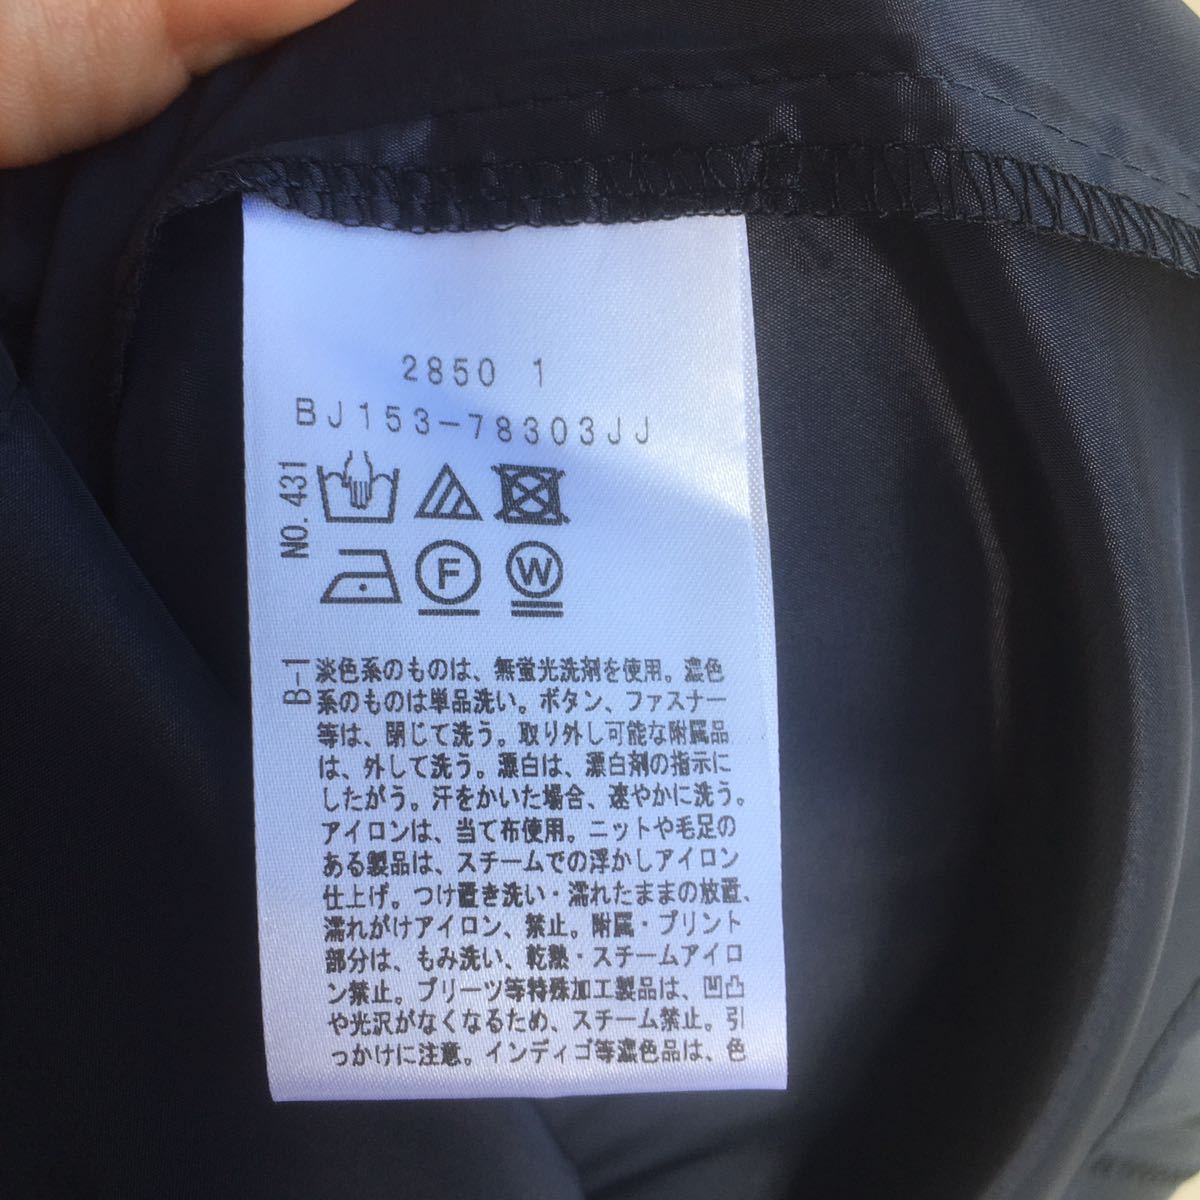 2850 1
BJ153-78303JJ
NO.431
F
W
B-1
淡色系のものは、無蛍光洗剤を使用。濃色
系のものは単品洗い。ボタン、ファスナー
等は、閉じて洗う。取り外し可能な附属品
は、外して洗う。漂白は、漂白剤の指示に
したがう。汗をかいた場合、速やかに洗う。
アイロンは、当て布使用。ニットや毛足の
ある製品は、スチームでの浮かしアイロン
仕上げ。つけ置き洗い・濡れたままの放置、
濡れがけアイロン、禁止。附属・プリント
部分は、もみ洗い、乾熱・スチームアイロ
ン禁止。プリーツ等特殊加工製品は、凹凸
や光沢がなくなるため、スチーム禁止。引
っかけに注意。インディゴ等濃色品は、色